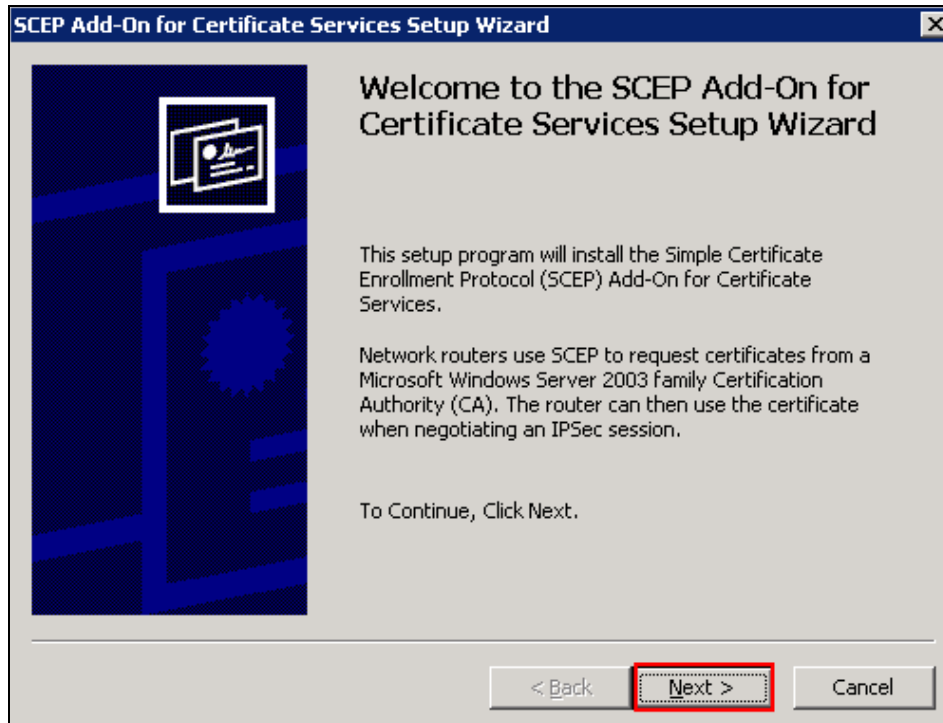 SCEP Add-On for Certificate Services Setup Wizard
Welcome to the SCEP Add-On for
Certificate Services Setup Wizard
This setup program will install the Simple Certificate
Enrollment Protocol (SCEP) Add-On for Certificate
Services.
Network routers use SCEP to request certificates from a
Microsoft Windows Server 2003 family Certification
Authority (CA). The router can then use the certificate
when negotiating an IPSec session.
To Continue, Click Next.
< Back
Next >
Cancel